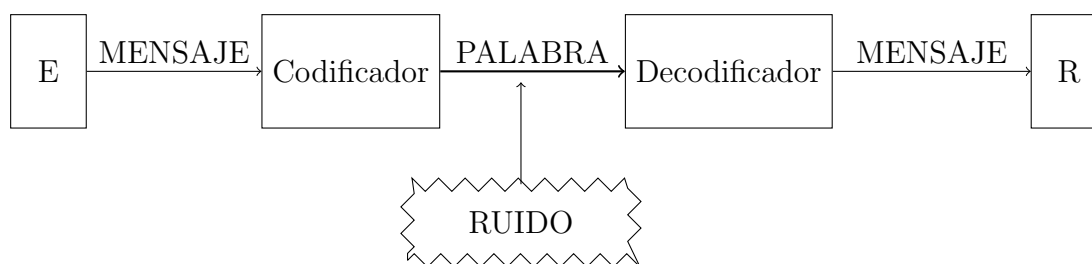 E
MENSAJE
Codificador
PALABRA
Decodificador
MENSAJE
R
RUIDO